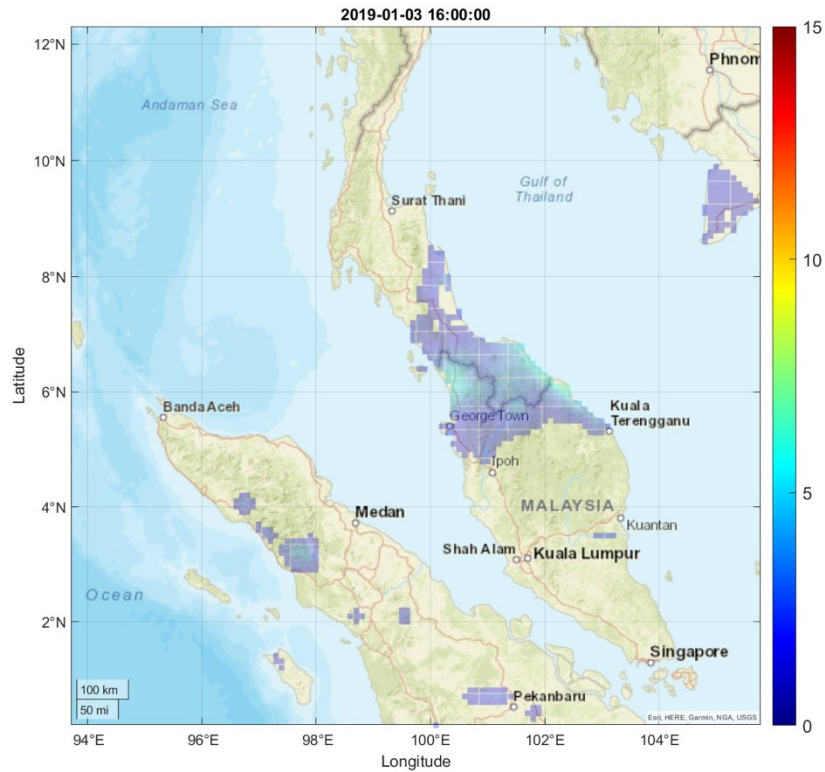 2019-01-03 16:00:00
15
12°N
Phnom
Andaman Sea
10°N
Gulf of
Thailand
Surat Thani
10
8°N
Latitude
6°N
Banda Aceh
George Town
Kuala
Terengganu
Ipoh
5
4°N
Medan
MALAYSIA
Kuantan
Shah Alam
Kuala Lumpur
Ocean
2°N
Singapore
100 km
50 mi
Pekanbaru
Esri, HERE, Garmin, NGA, USGS
0
94°E
96°E
98°E
100°E
102°E
104°E
Longitude